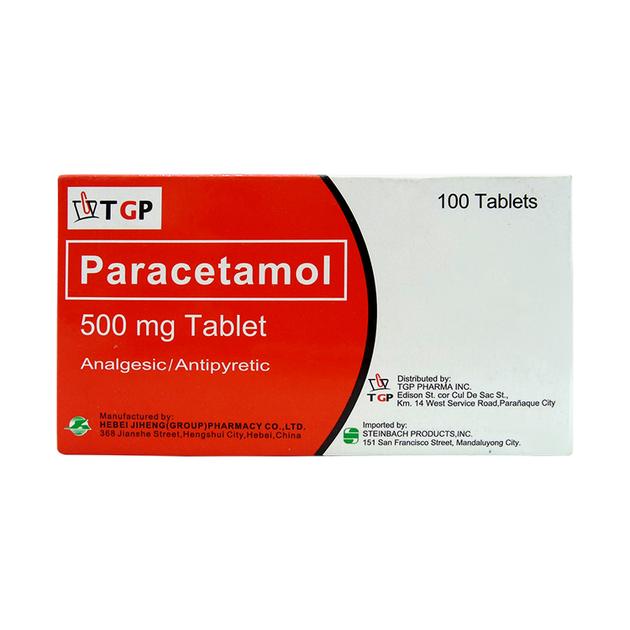 TGP
100 Tablets
Paracetamol
500 mg Tablet
Analgesic/Antipyretic
Manufactured by:
HEBEI JIHENG(GROUP)PHARMACY CO.,LTD.
368 Jianshe Street,Hengshui City,Hebei,China
TGP
Distributed by:
TGP PHARMA INC.
Edison St. cor Cul De Sac St.,
Km. 14 West Service Road,Parañaque City
Imported by:
STEINBACH PRODUCTS,INC.
151 San Francisco Street, Mandaluyong City.